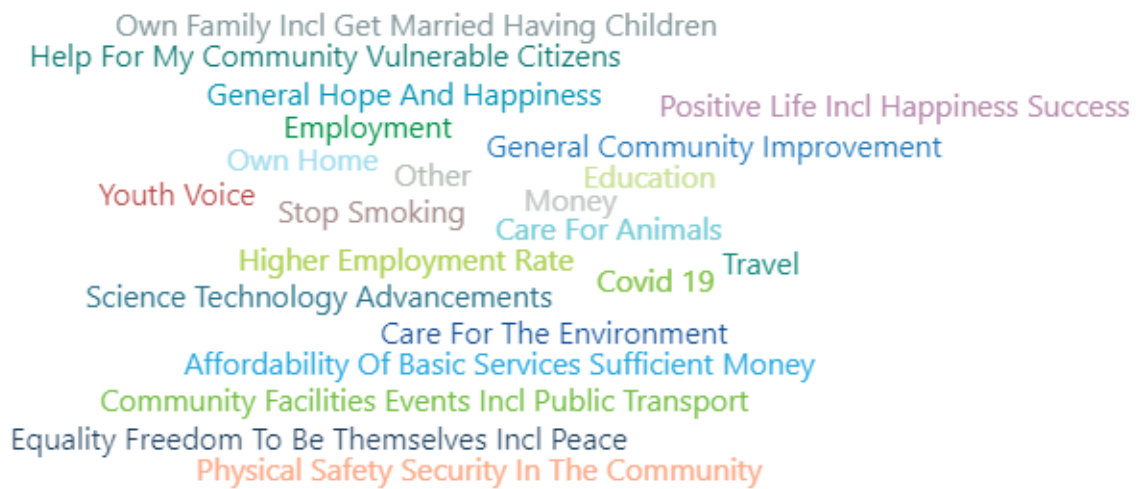 Own Family Incl Get Married Having Children
Help For My Community Vulnerable Citizens
General Hope And Happiness
Positive Life Incl Happiness Success
Employment
General Community Improvement
Own Home
Other
Education
Youth Voice
Stop Smoking
Money
Care For Animals
Higher Employment Rate
Travel
Covid 19
Science Technology Advancements
Care For The Environment
Affordability Of Basic Services Sufficient Money
Community Facilities Events Incl Public Transport
Equality Freedom To Be Themselves Incl Peace
Physical Safety Security In The Community